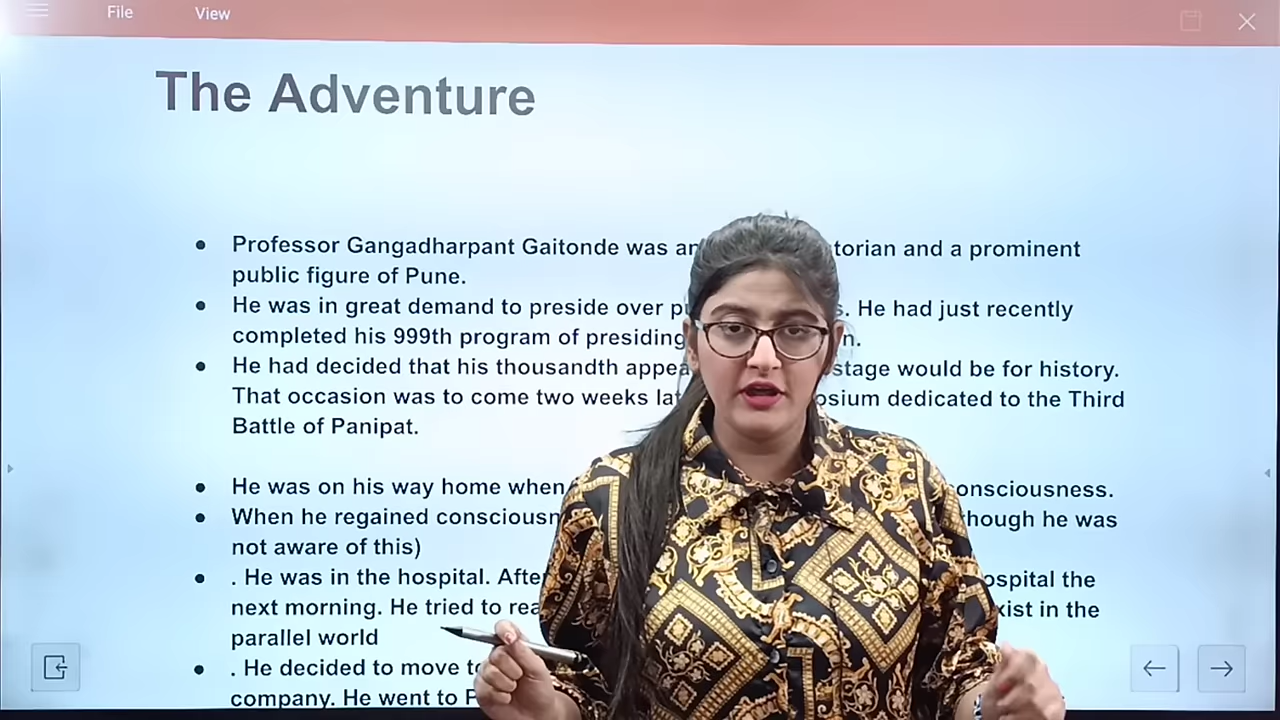 File
View
The Adventure
Professor Gangadharpant Gaitonde was an torian and a prominent
public figure of Pune.
He was in great demand to preside over p s. He had just recently
completed his 999th program of presiding n.
He had decided that his thousandth appea stage would be for history.
That occasion was to come two weeks lat osium dedicated to the Third
Battle of Panipat.
He was on his way home when onsciousness.
When he regained consciousn hough he was
not aware of this)
. He was in the hospital. Afte ospital the
next morning. He tried to rea xist in the
parallel world
. He decided to move to
company. He went to P